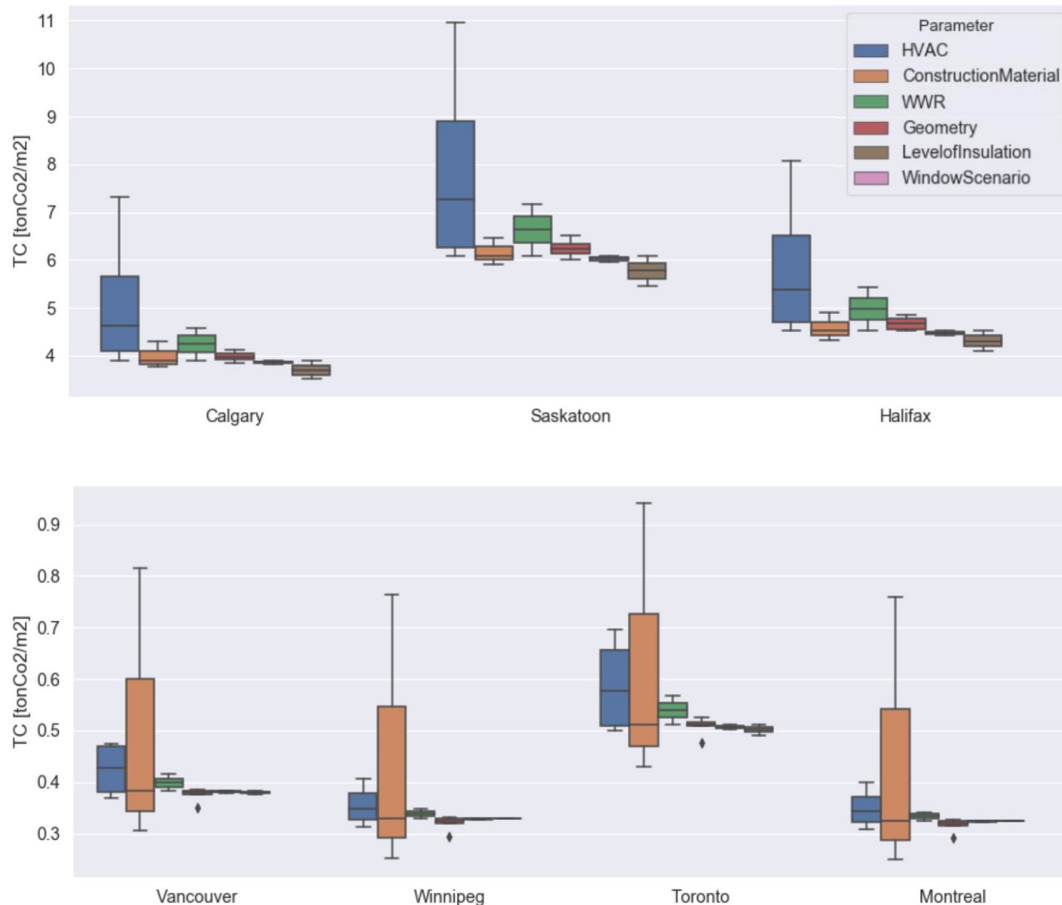 11
10
9
8
7
6
5
4
TC [tonCo2/m2]
Parameter
HVAC
ConstructionMaterial
WWR
Geometry
LevelofInsulation
WindowScenario
Calgary Saskatoon Halifax
0.9
0.8
0.7
0.6
0.5
0.4
0.3
TC [tonCo2/m2]
Vancouver Winnipeg Toronto Montreal